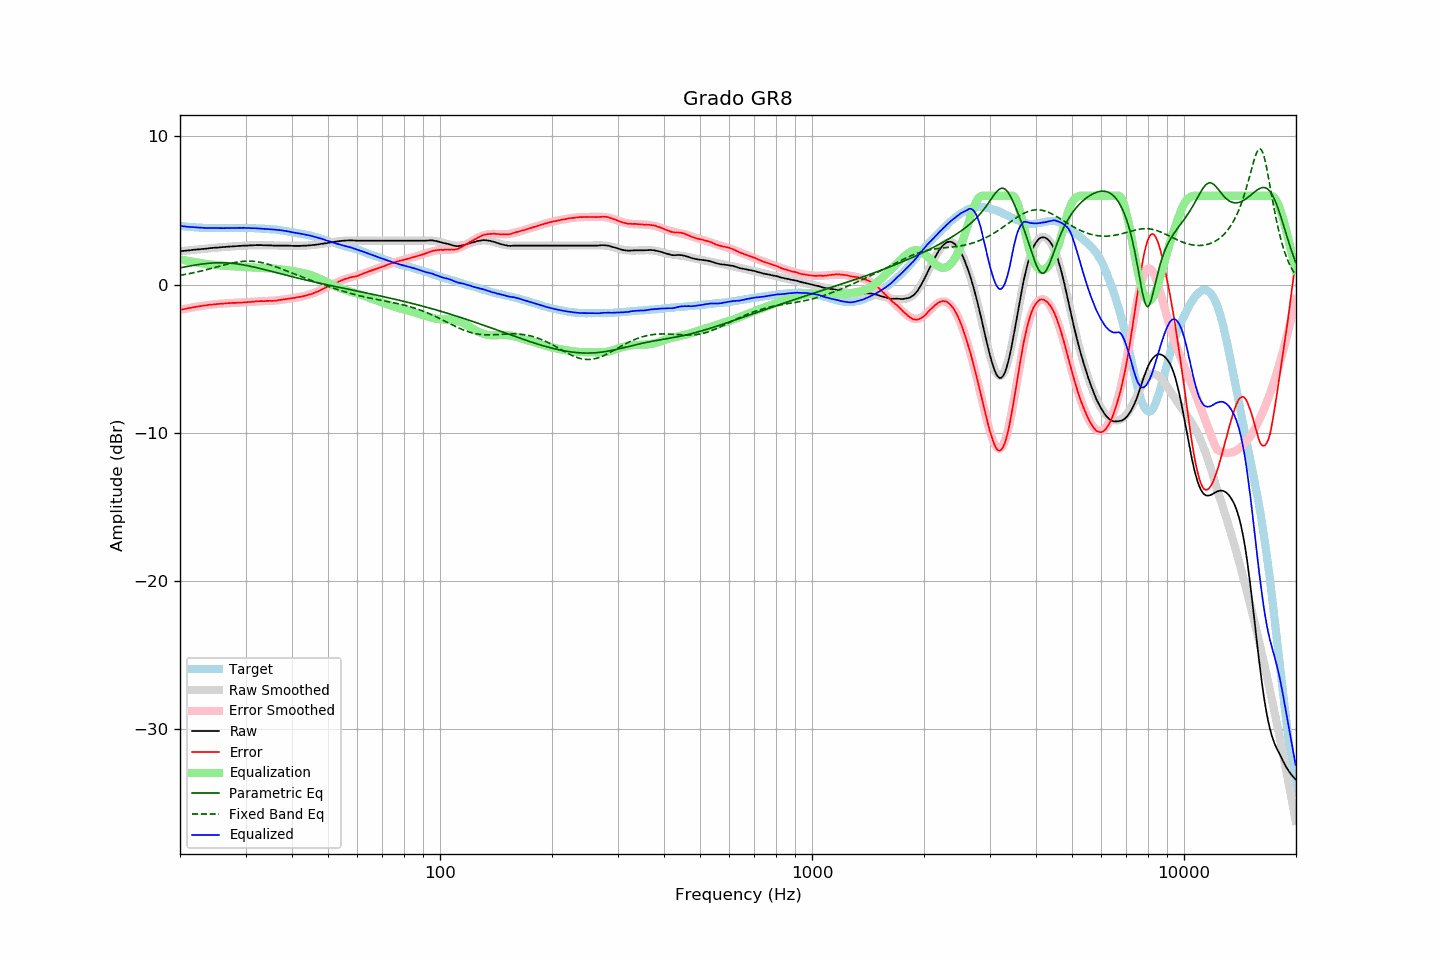 Grado GR8
10
0
−10
−20
−30
Amplitude (dBr)
Target
Raw Smoothed
Error Smoothed
Raw
Error
Equalization
Parametric Eq
Fixed Band Eq
Equalized
100
1000
10000
Frequency (Hz)